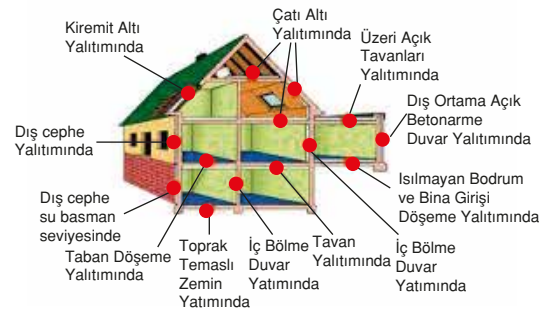 Kiremit Altı
Yalıtımında
Çatı Altı
Yalıtımında
Üzeri Açık
Tavanları
Yalıtımında
Dış Ortama Açık
Betonarme
Duvar Yalıtımında
Dış cephe
Yalıtımında
Isılmayan Bodrum
ve Bina Girişi
Döşeme Yalıtımında
Dış cephe
su basman
seviyesinde
Taban Döşeme
Yalıtımında
Toprak
Temaslı
Zemin
Yatımında
İç Bölme
Duvar
Yatımında
Tavan
Yalıtımında
İç Bölme
Duvar
Yatımında